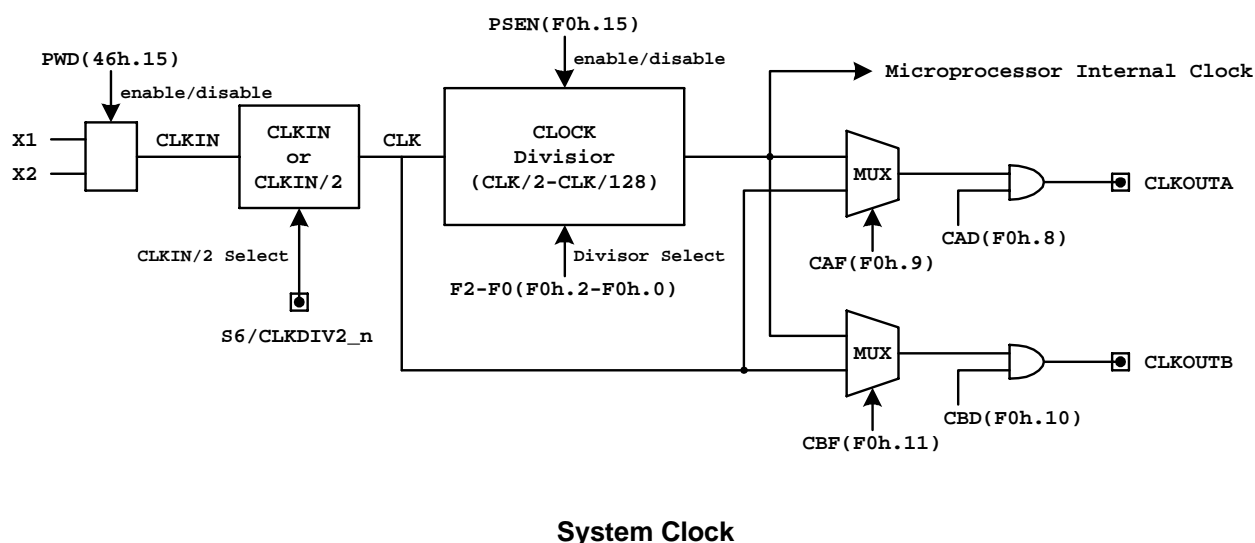 PSEN(F0h.15)
enable/disable
PWD(46h.15)
enable/disable
Microprocessor Internal Clock
X1
X2
CLKIN
CLKIN
or
CLKIN/2
CLK
CLOCK
Divisior
(CLK/2-CLK/128)
MUX
CLKOUTA
CAD(F0h.8)
CAF(F0h.9)
CLKIN/2 Select
Divisor Select
F2-F0(F0h.2-F0h.0)
S6/CLKDIV2_n
MUX
CLKOUTB
CBD(F0h.10)
CBF(F0h.11)
System Clock